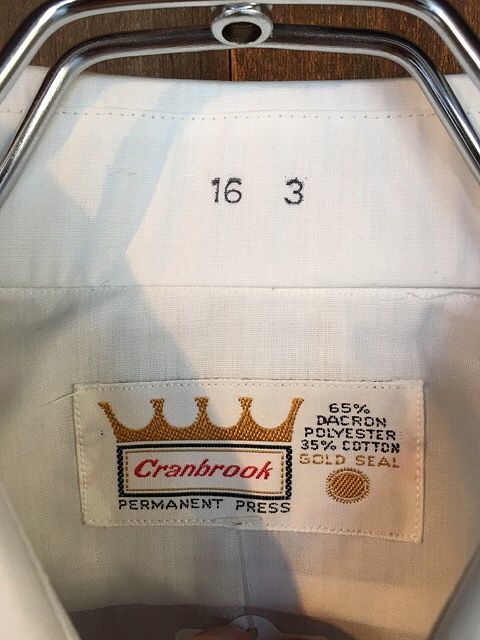 16 3
Cranbrook
PERMANENT PRESS
65%
DACRON
POLYESTER
35% COTTON
GOLD SEAL